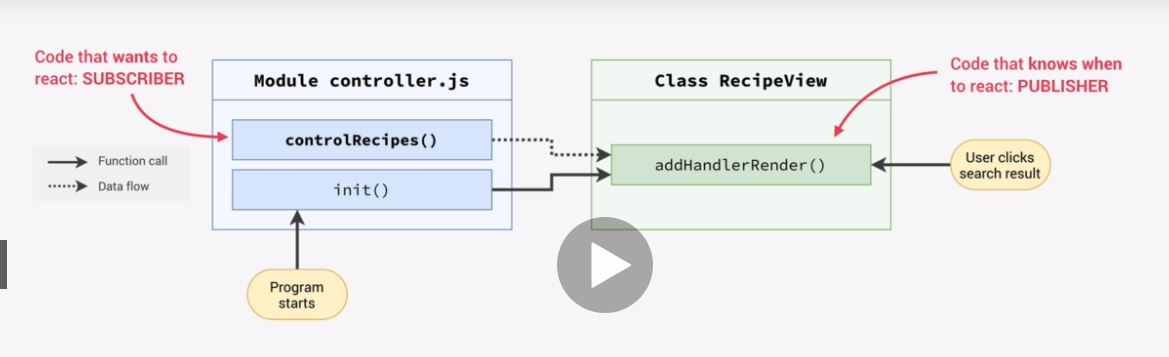 Code that wants to
react: SUBSCRIBER
Module controller.js
Class RecipeView
Code that knows when
to react: PUBLISHER
controlRecipes()
Function call
Data flow
init()
addHandlerRender()
User clicks
search result
Program
starts